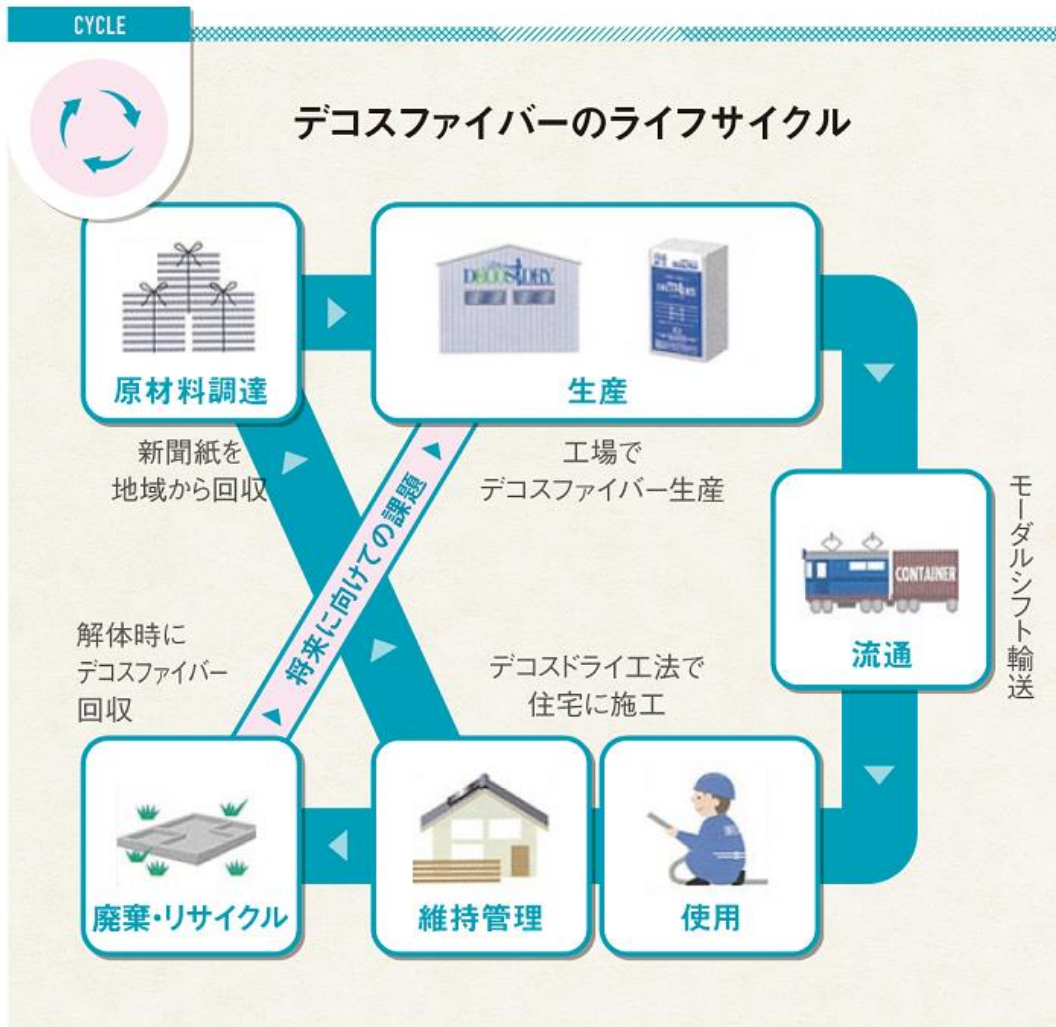 CYCLE
デコスファイバーのライフサイクル
DECOSDRY
原材料調達
生産
新聞紙を
地域から回収
工場で
デコスファイバー生産
将来に向けての課題
CONTAINER
流通
モーダルシフト輸送
解体時に
デコスファイバー
回収
デコスドライ工法で
住宅に施工
廃棄・リサイクル
維持管理
使用